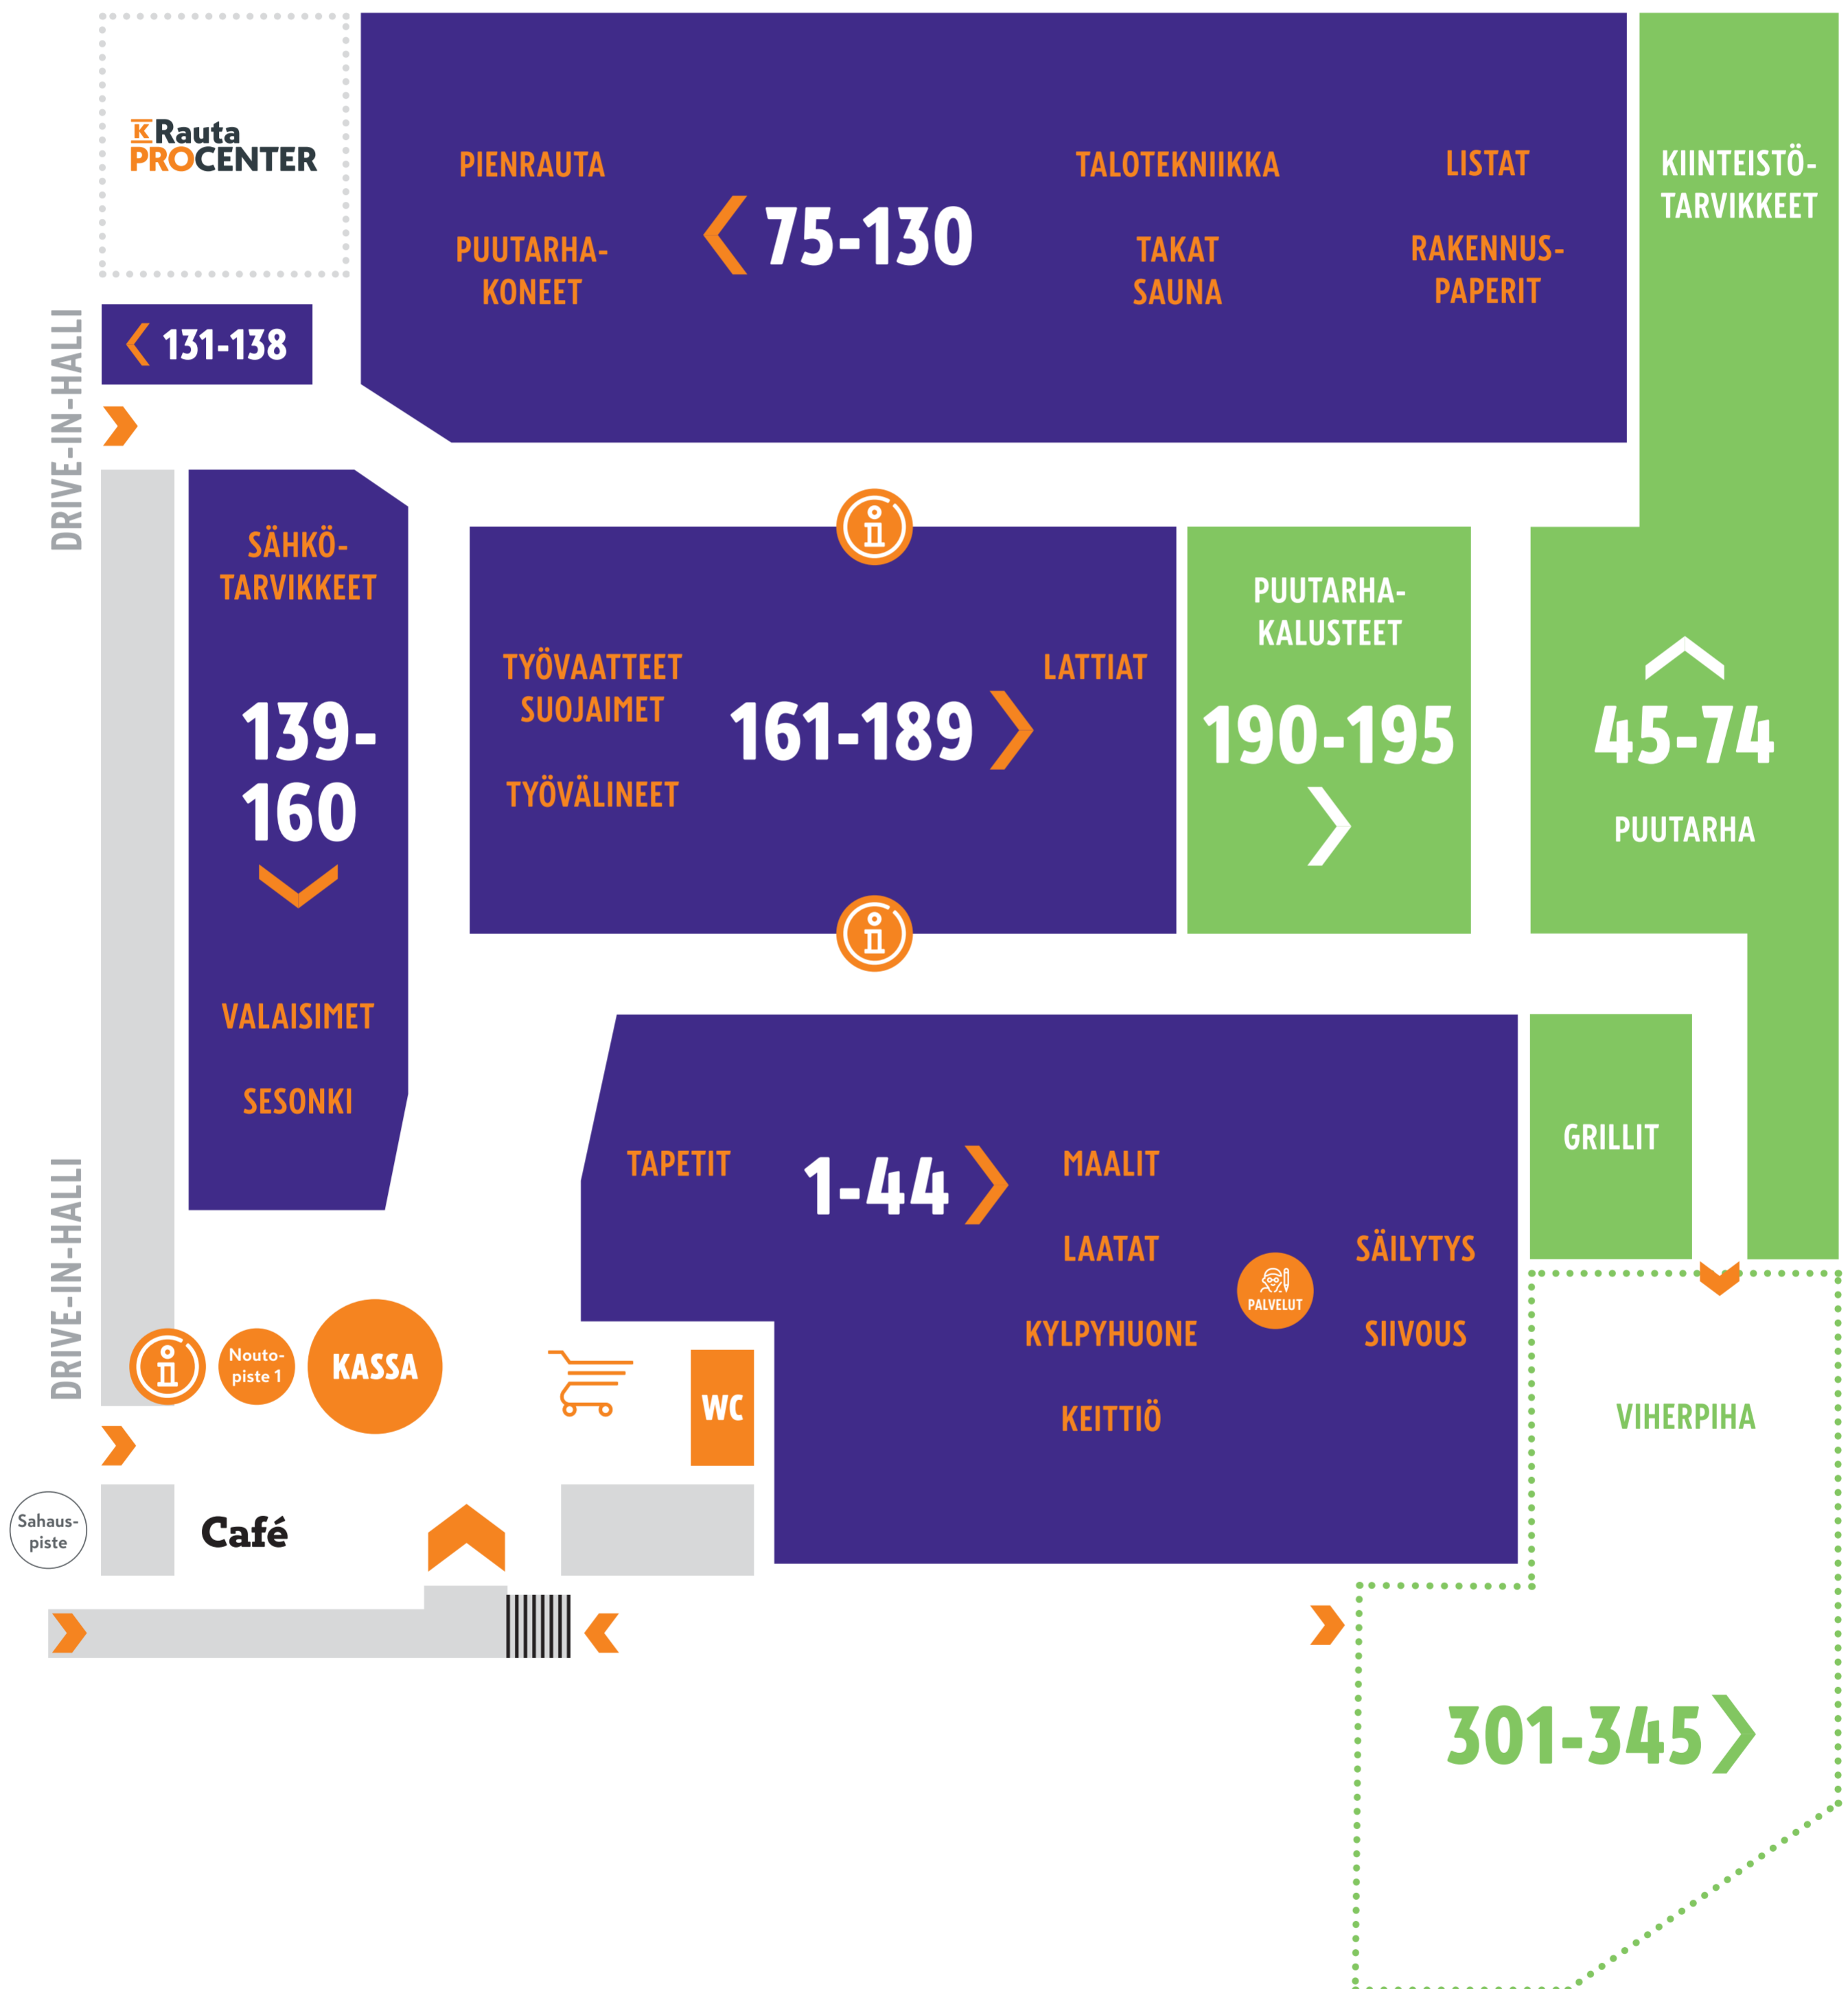 K Rauta
PROCENTER
PIENRAUTA
PUUTARHA-
KONEET
75-130
TALOTEKNIIKKA
TAKAT
SAUNA
LISTAT
RAKENNUS-
PAPERIT
KIINTEISTÖ-
TARVIKKEET
131-138
DRIVE-IN-HALLI
SÄHKÖ-
TARVIKKEET
139-
160
VALAISIMET
SESONKI
TYÖVAATTEET
SUOJAIMET
TYÖVÄLINEET
161-189
LATTIAT
PUUTARHA-
KALUSTEET
190-195
45-74
PUUTARHA
TAPETIT
1-44
MAALIT
LAATAT
KYLPYHUONE
KEITTIÖ
PALVELUT
SÄILYTYS
SIIVOUS
GRILLIT
DRIVE-IN-HALLI
Nouto-
piste 1
KASSA
WC
VIHERPIHA
Sahaus-
piste
Café
301-345